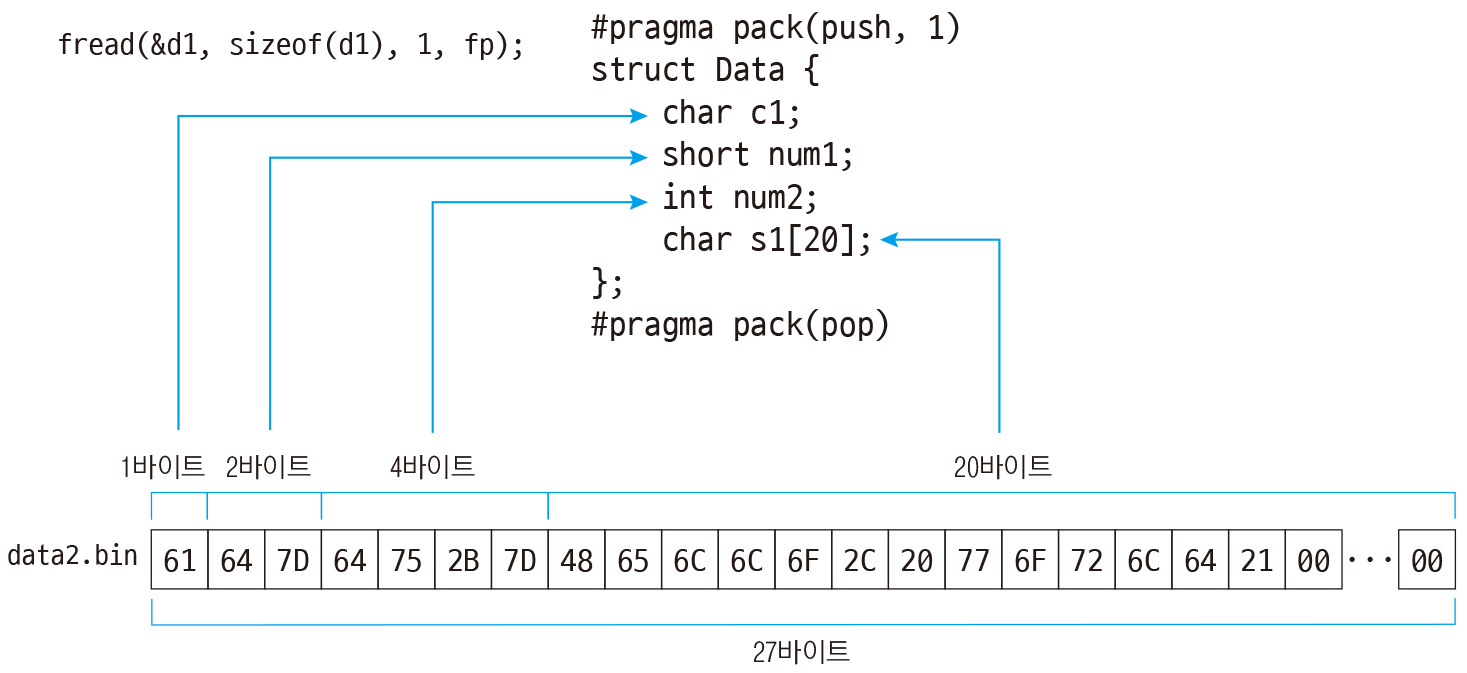 fread(&d1, sizeof(d1), 1, fp);
#pragma pack(push, 1)
struct Data {
char c1;
short num1;
int num2;
char s1[20];
};
#pragma pack(pop)
1바이트 2바이트 4바이트 20바이트
data2.bin 61 64 7D 64 75 2B 7D 48 65 6C 6C 6F 2C 20 77 6F 72 6C 64 21 00 ··· 00
27바이트